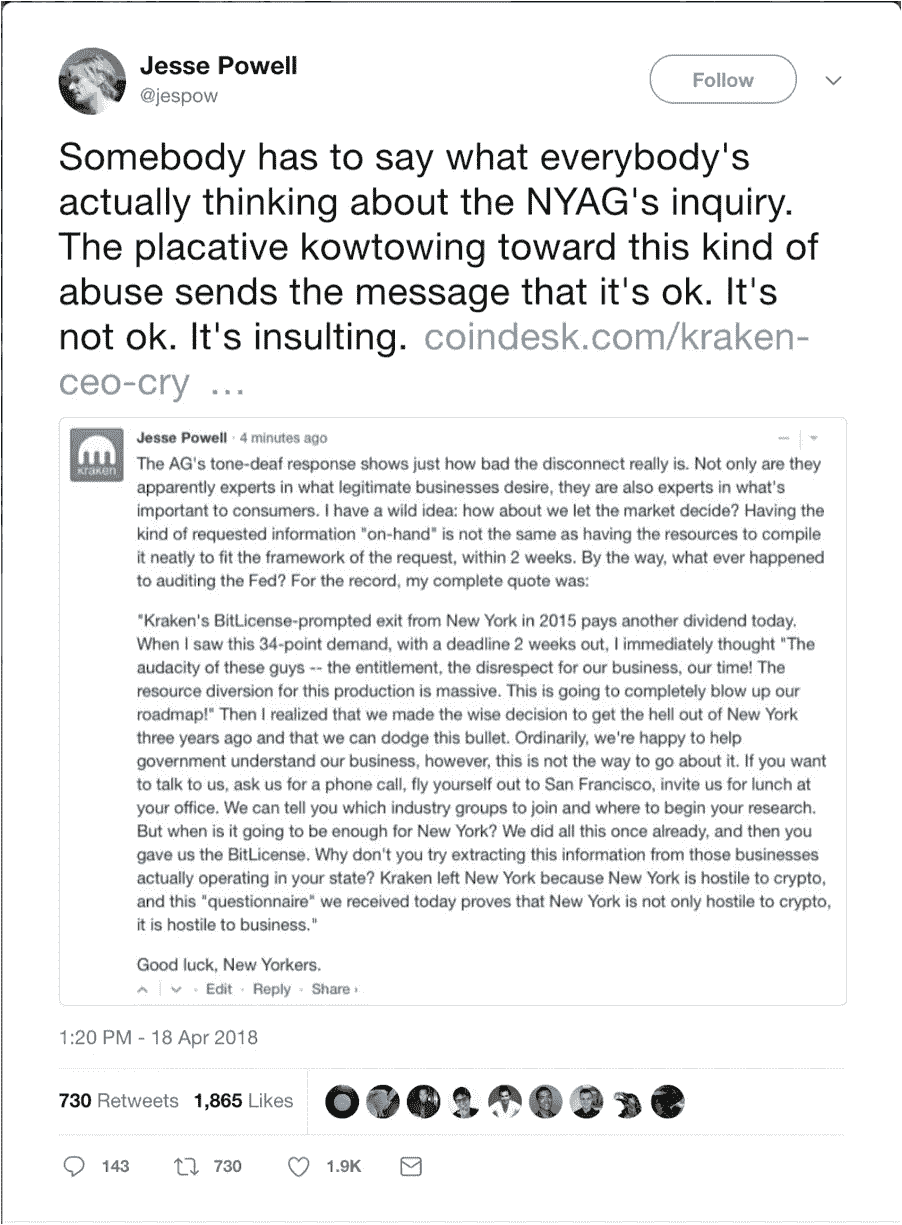 Jesse Powell
@jespow
Follow
Somebody has to say what everybody's
actually thinking about the NYAG's inquiry.
The placative kowtowing toward this kind of
abuse sends the message that it's ok. It's
not ok. It's insulting. coindesk.com/kraken-
ceo-cry ...
kraken
Jesse Powell · 4 minutes ago
The AG's tone-deaf response shows just how bad the disconnect really is. Not only are they
apparently experts in what legitimate businesses desire, they are also experts in what's
important to consumers. I have a wild idea: how about we let the market decide? Having the
kind of requested information "on-hand" is not the same as having the resources to compile
it neatly to fit the framework of the request, within 2 weeks. By the way, what ever happened
to auditing the Fed? For the record, my complete quote was:
"Kraken's BitLicense-prompted exit from New York in 2015 pays another dividend today.
When I saw this 34-point demand, with a deadline 2 weeks out, I immediately thought "The
audacity of these guys -- the entitlement, the disrespect for our business, our time! The
resource diversion for this production is massive. This is going to completely blow up our
roadmap!" Then I realized that we made the wise decision to get the hell out of New York
three years ago and that we can dodge this bullet. Ordinarily, we're happy to help
government understand our business, however, this is not the way to go about it. If you want
to talk to us, ask us for a phone call, fly yourself out to San Francisco, invite us for lunch at
your office. We can tell you which industry groups to join and where to begin your research.
But when is it going to be enough for New York? We did all this once already, and then you
gave us the BitLicense. Why don't you try extracting this information from those businesses
actually operating in your state? Kraken left New York because New York is hostile to crypto,
and this "questionnaire" we received today proves that New York is not only hostile to crypto,
it is hostile to business."
Good luck, New Yorkers.
Edit · Reply · Share ›
1:20 PM - 18 Apr 2018
730 Retweets 1,865 Likes
143 730 1.9K